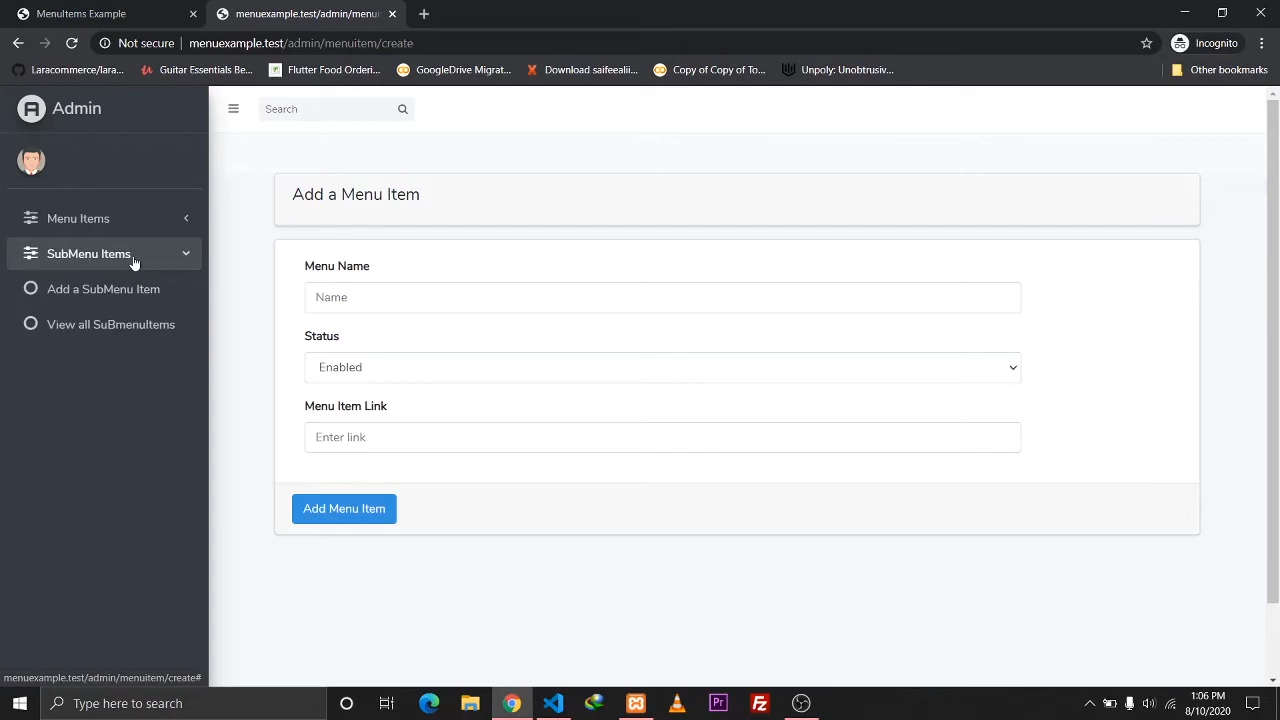 MenuItems Example
menuexample.test/admin/menui
Not secure
menuexample.test/admin/menuitem/create
Incognito
Laracommerce/lara...
Guitar Essentials Be...
Flutter Food Orderi...
GoogleDrive Migrat...
Download saifeealii...
Copy of Copy of To...
Unpoly: Unobtrusiv...
Other bookmarks
Admin
Search
Menu Items
SubMenu Items
Add a SubMenu Item
View all SuBmenuItems
Add a Menu Item
Menu Name
Name
Status
Enabled
Menu Item Link
Enter link
Add Menu Item
menuexample.test/admin/menuitem/create#
Type here to search
Pr
1:06 PM
8/10/2020